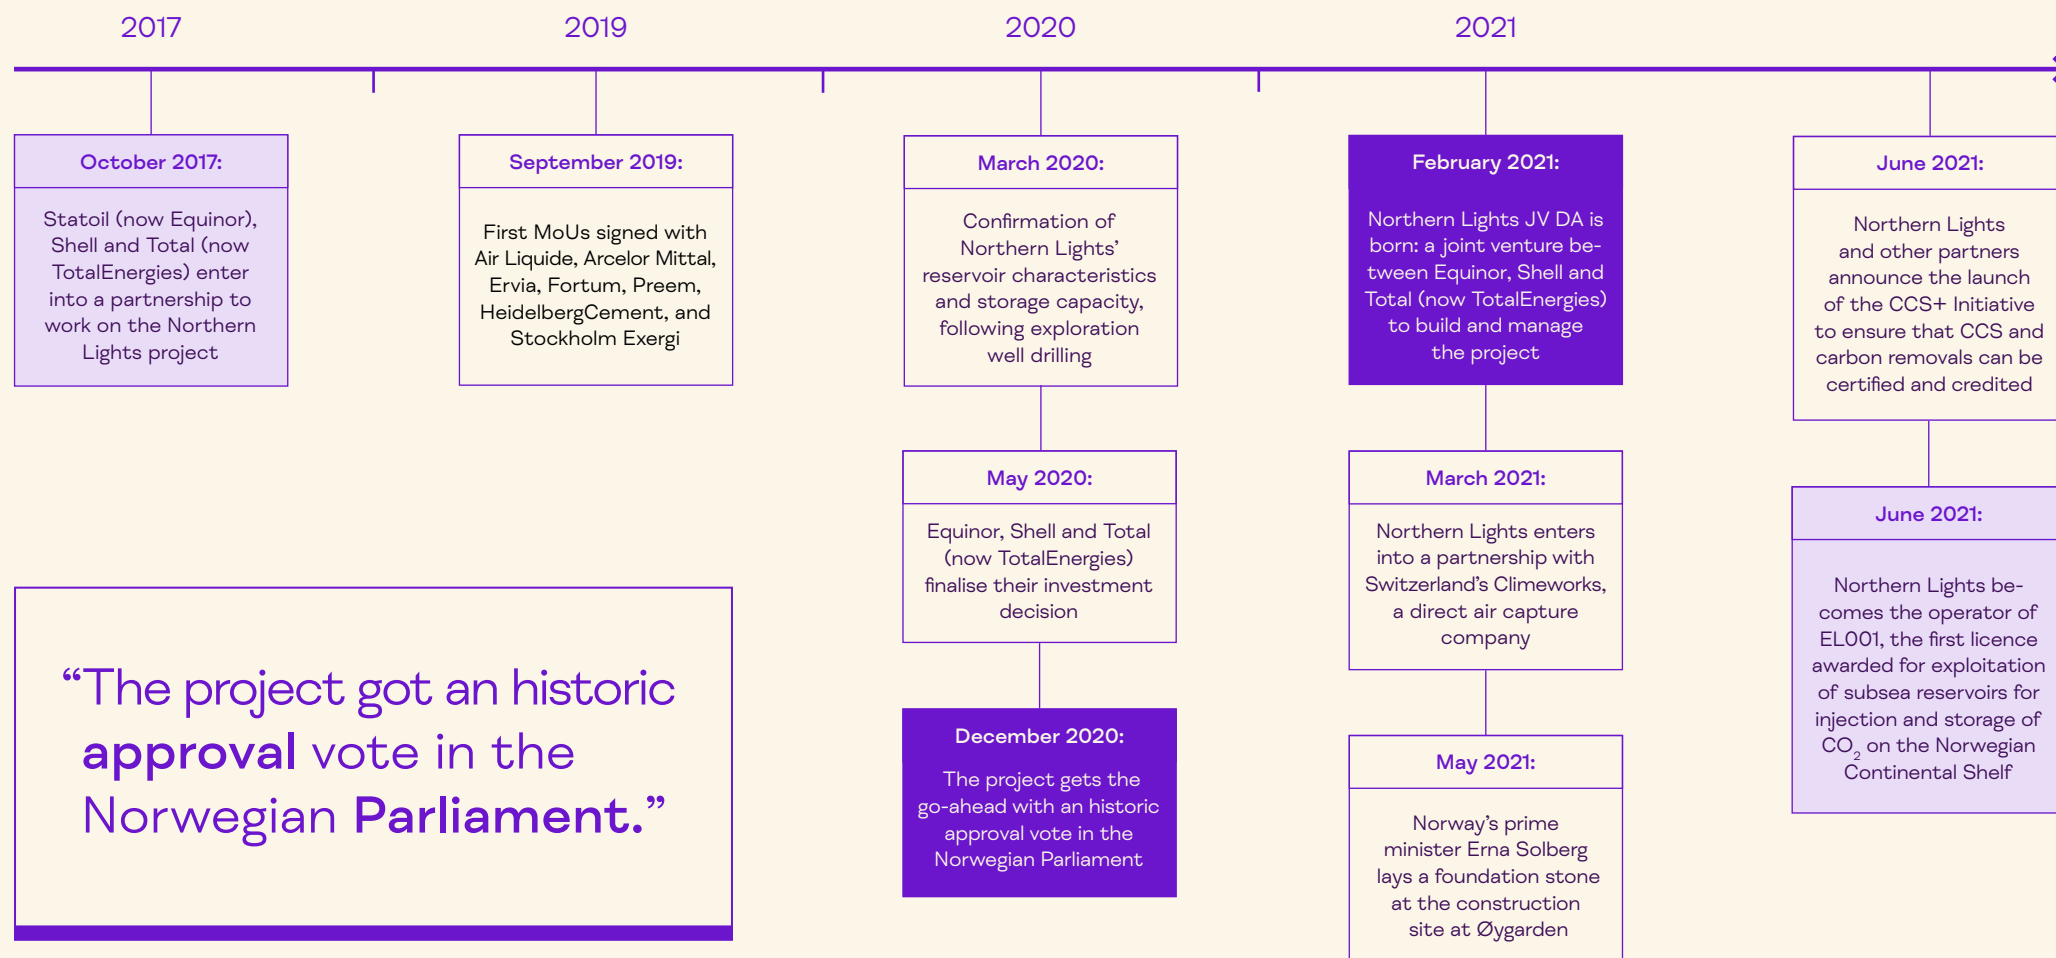 2017
2019
2020
2021
October 2017:
Statoil (now Equinor),
Shell and Total (now
TotalEnergies) enter
into a partnership to
work on the Northern
Lights project
September 2019:
First MoUs signed with
Air Liquide, Arcelor Mittal,
Ervia, Fortum, Preem,
HeidelbergCement, and
Stockholm Exergi
March 2020:
Confirmation of
Northern Lights’
reservoir characteristics
and storage capacity,
following exploration
well drilling
May 2020:
Equinor, Shell and Total
(now TotalEnergies)
finalise their investment
decision
December 2020:
The project gets the
go-ahead with an historic
approval vote in the
Norwegian Parliament
February 2021:
Northern Lights JV DA is
born: a joint venture be-
tween Equinor, Shell and
Total (now TotalEnergies)
to build and manage
the project
March 2021:
Northern Lights enters
into a partnership with
Switzerland’s Climeworks,
a direct air capture
company
May 2021:
Norway’s prime
minister Erna Solberg
lays a foundation stone
at the construction
site at Øygarden
June 2021:
Northern Lights
and other partners
announce the launch
of the CCS+ Initiative
to ensure that CCS and
carbon removals can be
certified and credited
June 2021:
Northern Lights be-
comes the operator of
EL001, the first licence
awarded for exploitation
of subsea reservoirs for
injection and storage of
CO₂ on the Norwegian
Continental Shelf
“The project got an historic
approval vote in the
Norwegian Parliament.”